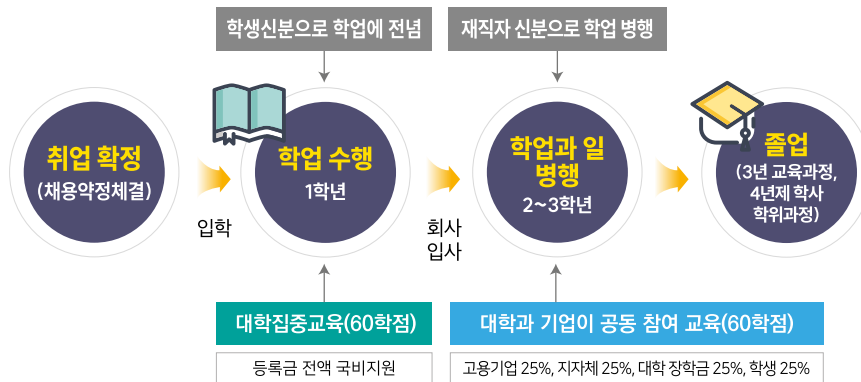 학생신분으로 학업에 전념
재직자 신분으로 학업 병행
취업 확정
(채용약정체결)
입학
학업 수행
1학년
회사
입사
학업과 일
병행
2~3학년
졸업
(3년 교육과정,
4년제 학사
학위과정)
대학집중교육(60학점)
대학과 기업이 공동 참여 교육(60학점)
등록금 전액 국비지원
고용기업 25%, 지자체 25%, 대학 장학금 25%, 학생 25%